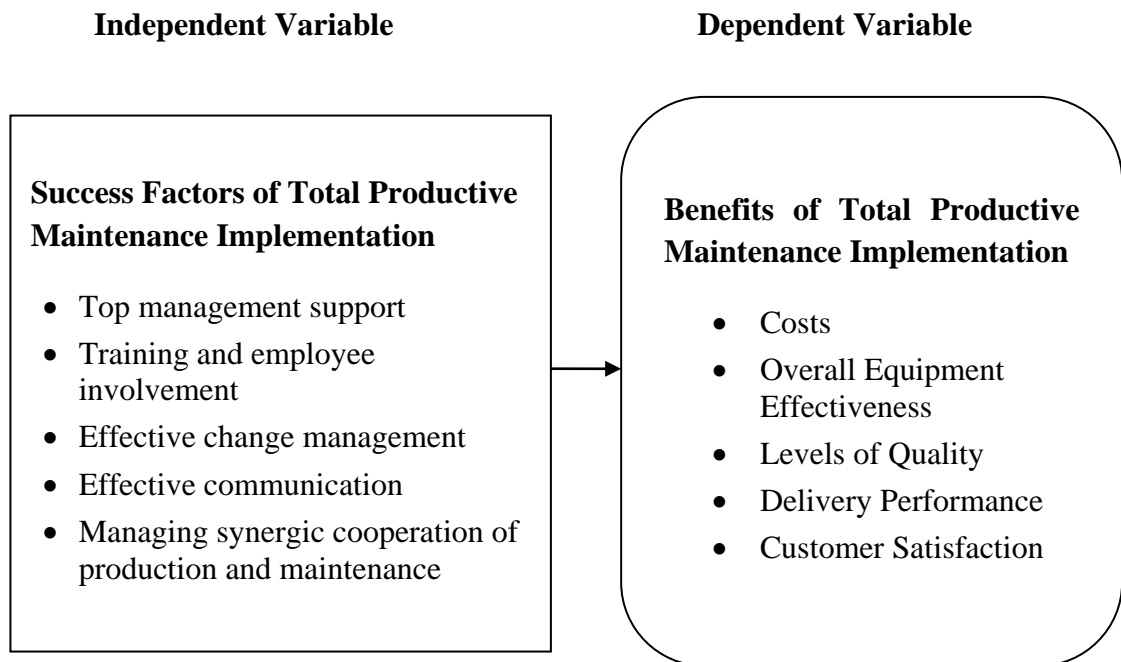 Independent Variable
Dependent Variable
Success Factors of Total Productive
Maintenance Implementation
• Top management support
• Training and employee
involvement
• Effective change management
• Effective communication
• Managing synergic cooperation of
production and maintenance
Benefits of Total Productive
Maintenance Implementation
• Costs
• Overall Equipment
Effectiveness
• Levels of Quality
• Delivery Performance
• Customer Satisfaction